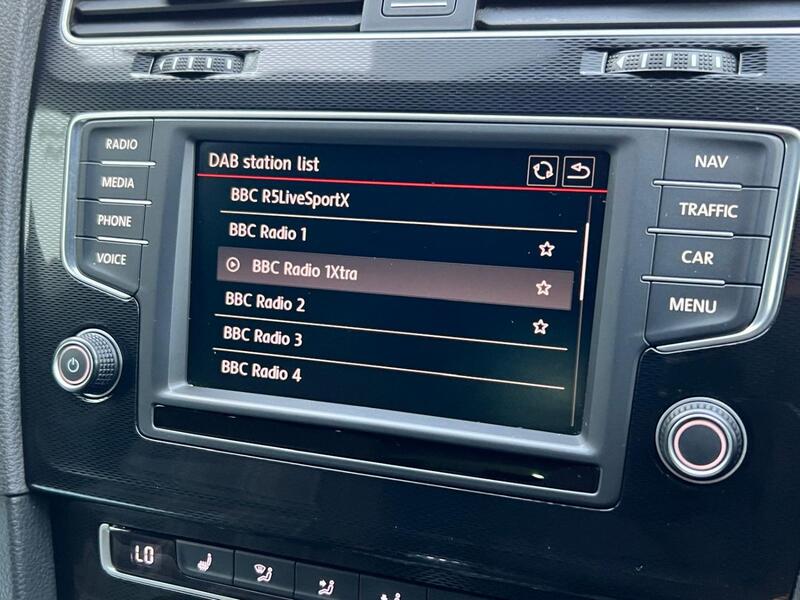 RADIO
MEDIA
PHONE
VOICE
DAB station list
BBC R5LiveSportX
BBC Radio 1
BBC Radio 1Xtra
BBC Radio 2
BBC Radio 3
BBC Radio 4
NAV
TRAFFIC
CAR
MENU
LO